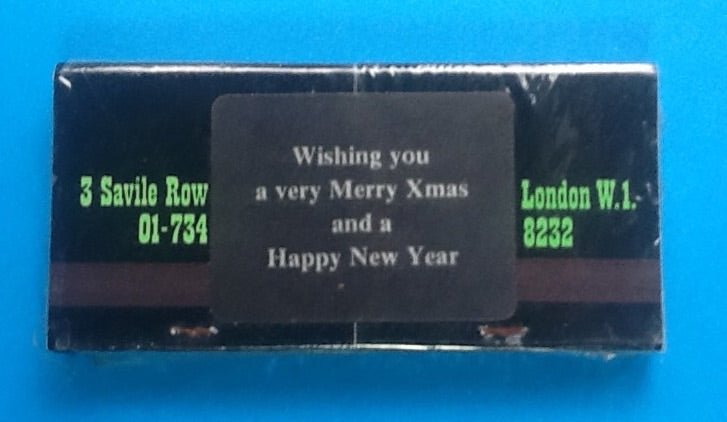 Wishing you
a very Merry Xmas
and a
Happy New Year
3 Savile Row London W.1.
01-734 8232